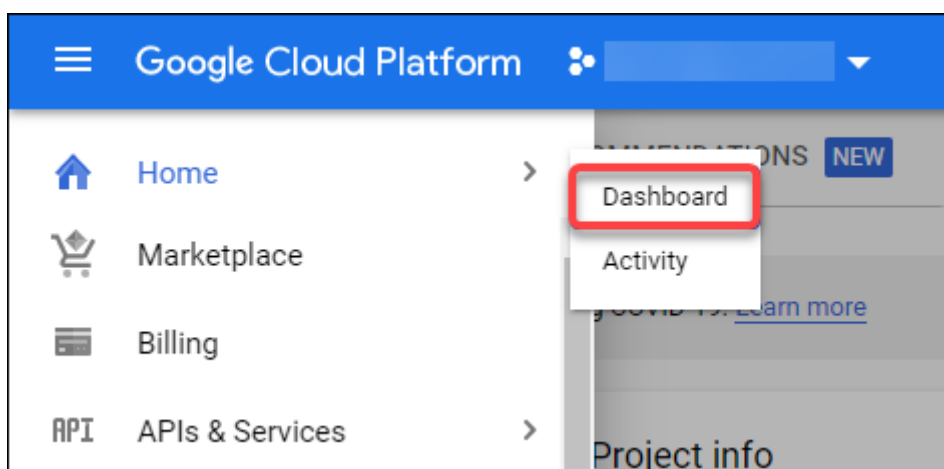 Google Cloud Platform
Home
Dashboard
NEW
Marketplace
Activity
Learn more
Billing
API APIs & Services
Project info